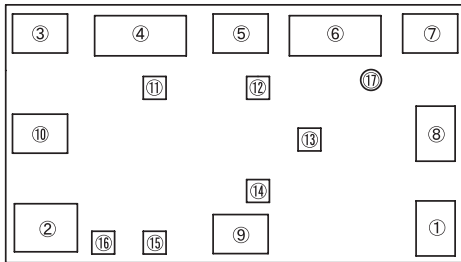 ③ ④ ⑤ ⑥ ⑦
⑪ ⑫ ⑰
⑩ ⑬ ⑧
⑭
② ⑯ ⑮ ⑨ ①